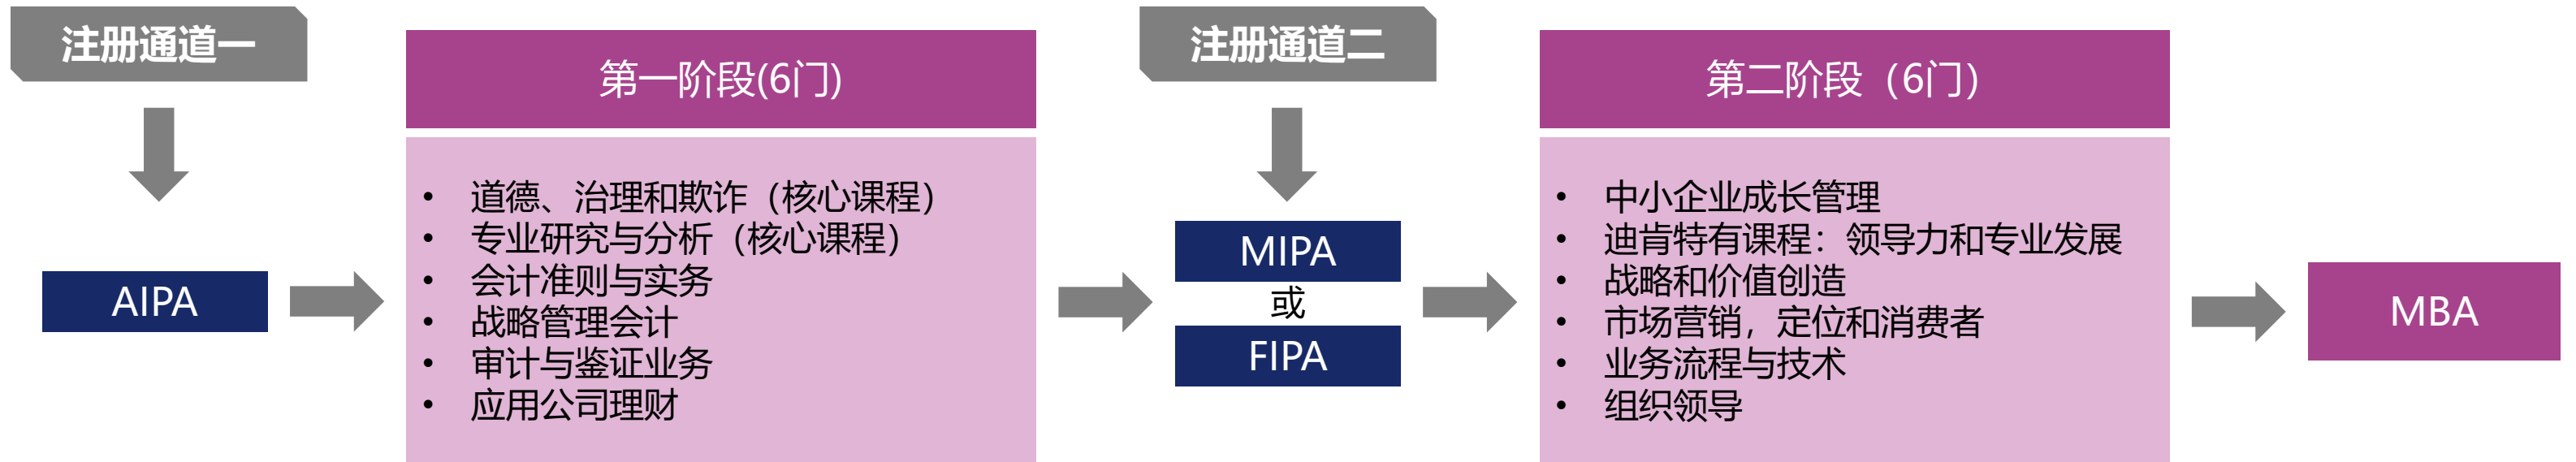 注册通道一
AIPA
第一阶段(6门)
• 道德、治理和欺诈（核心课程）
• 专业研究与分析（核心课程）
• 会计准则与实务
• 战略管理会计
• 审计与鉴证业务
• 应用公司理财
注册通道二
MIPA
或
FIPA
第二阶段（6门）
• 中小企业成长管理
• 迪肯特有课程：领导力和专业发展
• 战略和价值创造
• 市场营销，定位和消费者
• 业务流程与技术
• 组织领导
MBA